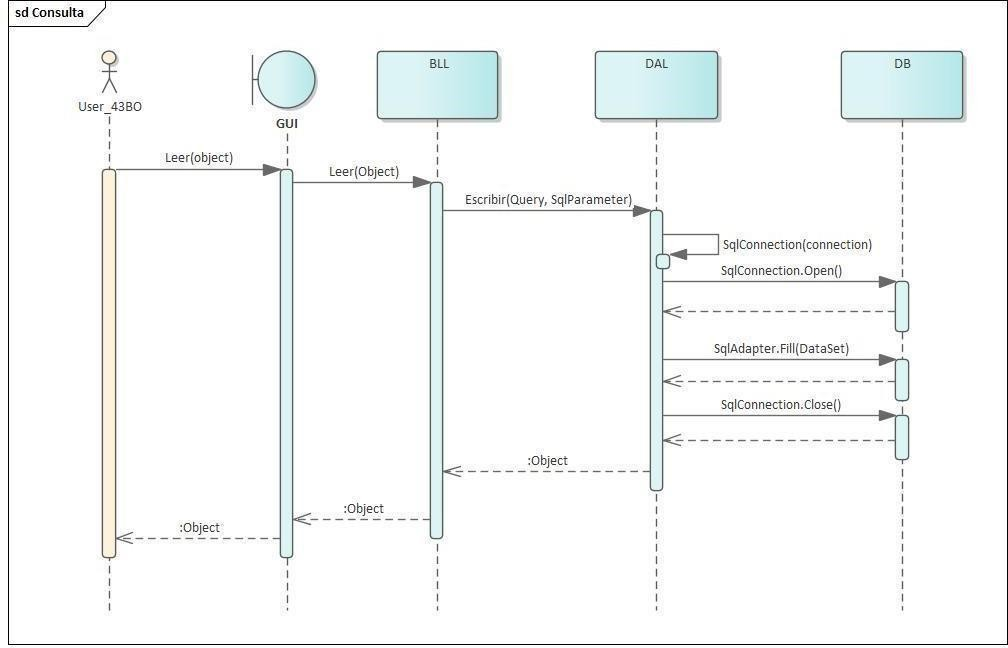 sd Consulta
User_43BO
GUI
BLL
DAL
DB
Leer(object)
Leer(Object)
Escribir(Query, SqlParameter)
SqlConnection(connection)
SqlConnection.Open()
SqlAdapter.Fill(DataSet)
SqlConnection.Close()
:Object
:Object
:Object